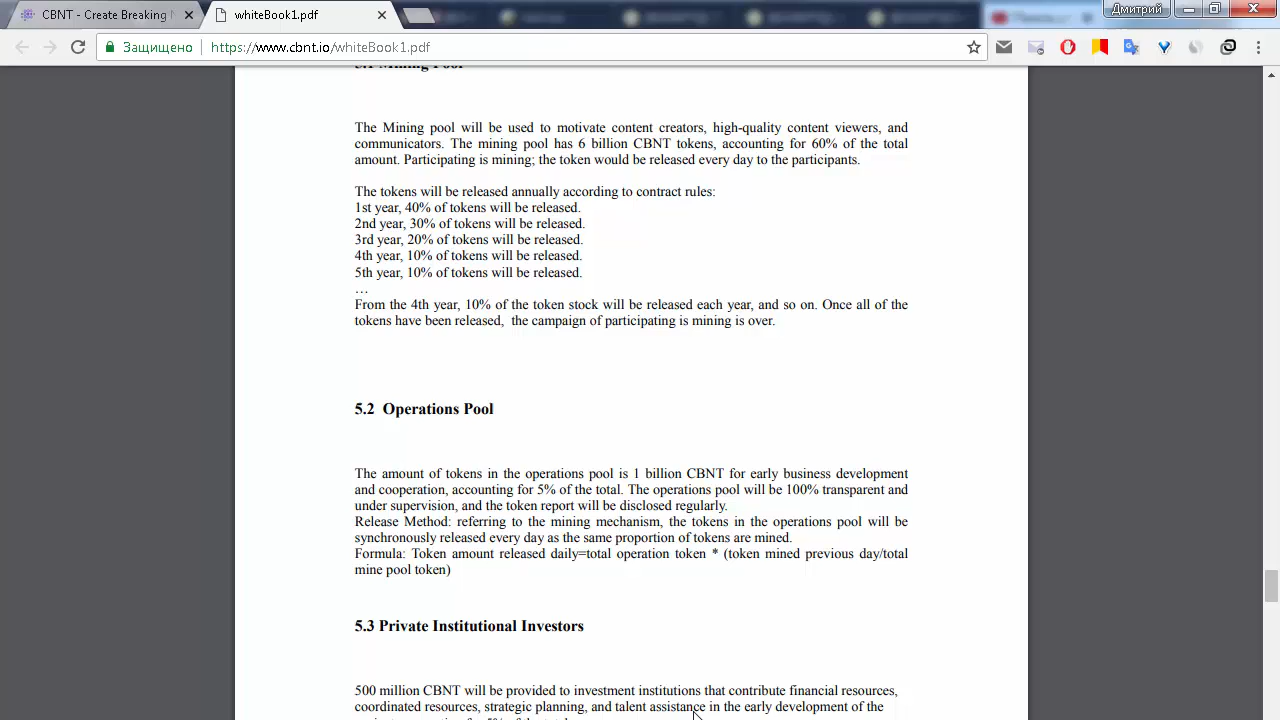 CBNT - Create Breaking N
whiteBook1.pdf
Дмитрий
Защищено
https://www.cbnt.io/whiteBook1.pdf
5.1 Mining Pool
The Mining pool will be used to motivate content creators, high-quality content viewers, and
communicators. The mining pool has 6 billion CBNT tokens, accounting for 60% of the total
amount. Participating is mining; the token would be released every day to the participants.
The tokens will be released annually according to contract rules:
1st year, 40% of tokens will be released.
2nd year, 30% of tokens will be released.
3rd year, 20% of tokens will be released.
4th year, 10% of tokens will be released.
5th year, 10% of tokens will be released.
…
From the 4th year, 10% of the token stock will be released each year, and so on. Once all of the
tokens have been released, the campaign of participating is mining is over.
5.2 Operations Pool
The amount of tokens in the operations pool is 1 billion CBNT for early business development
and cooperation, accounting for 5% of the total. The operations pool will be 100% transparent and
under supervision, and the token report will be disclosed regularly.
Release Method: referring to the mining mechanism, the tokens in the operations pool will be
synchronously released every day as the same proportion of tokens are mined.
Formula: Token amount released daily=total operation token * (token mined previous day/total
mine pool token)
5.3 Private Institutional Investors
500 million CBNT will be provided to investment institutions that contribute financial resources,
coordinated resources, strategic planning, and talent assistance in the early development of the